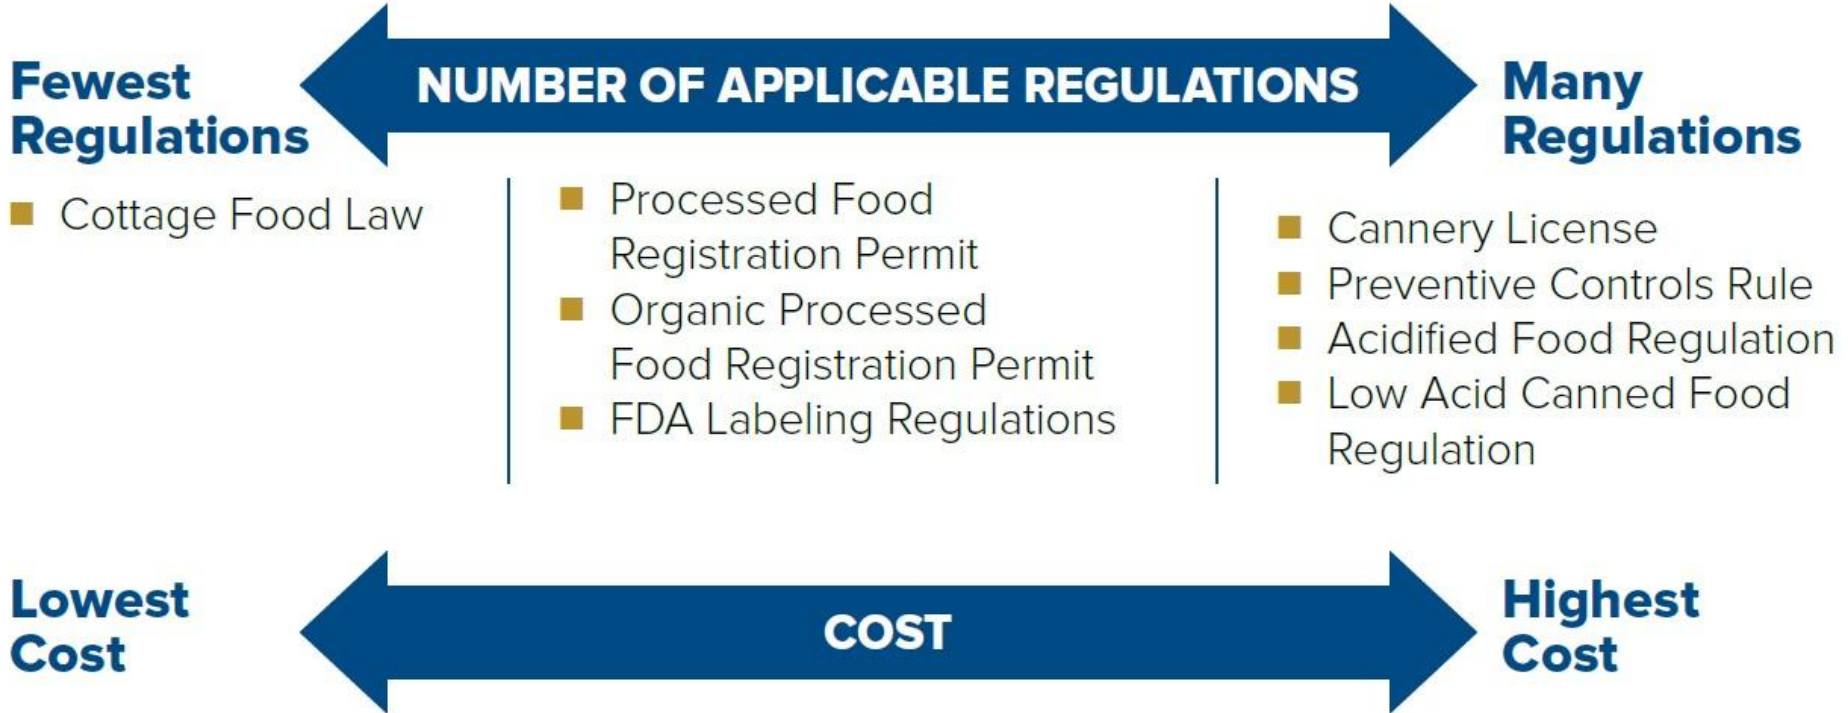 Fewest
Regulations
NUMBER OF APPLICABLE REGULATIONS
Many
Regulations
■ Cottage Food Law
■ Processed Food
Registration Permit
■ Organic Processed
Food Registration Permit
■ FDA Labeling Regulations
■ Cannery License
■ Preventive Controls Rule
■ Acidified Food Regulation
■ Low Acid Canned Food
Regulation
Lowest
Cost
COST
Highest
Cost